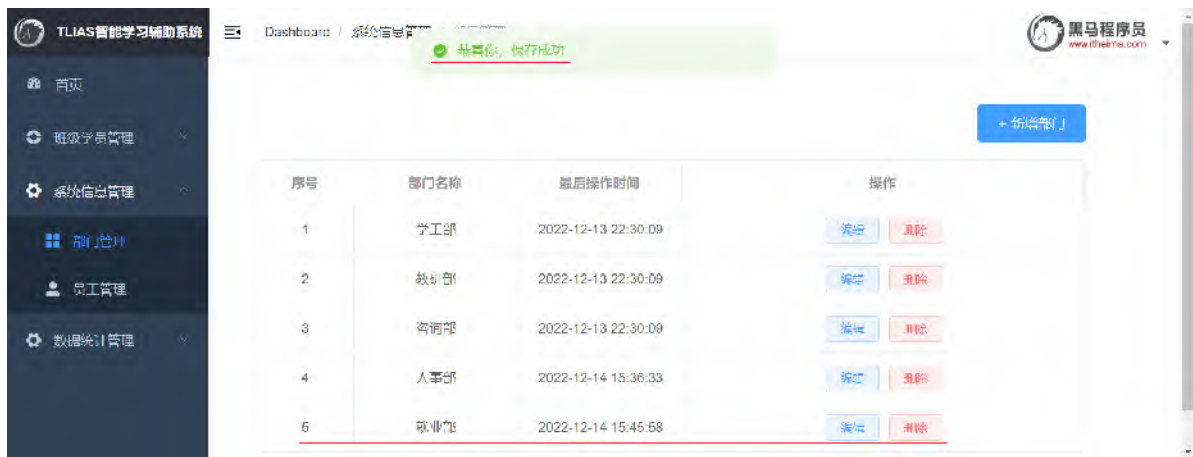 TLIAS智能学习辅助系统
Dashboard / 系统信息管
恭喜你，保存成功
黑马程序员
www.itheima.com
首页
班级学员管理
+ 新增部门
系统信息管理
序号 部门名称 最后操作时间 操作
1 学工部 2022-12-13 22:30:09 编辑 删除
部门管理
2 教研部 2022-12-13 22:30:09 编辑 删除
员工管理
3 咨询部 2022-12-13 22:30:09 编辑 删除
数据统计管理
4 人事部 2022-12-14 15:36:33 编辑 删除
5 就业部 2022-12-14 15:45:58 编辑 删除